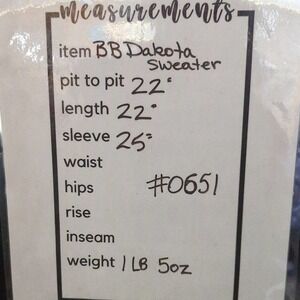 measurements
item BB Dakota
Sweater
pit to pit 22"
length 22"
sleeve 25"
waist
hips #0651
rise
inseam
weight 1 LB 5oz